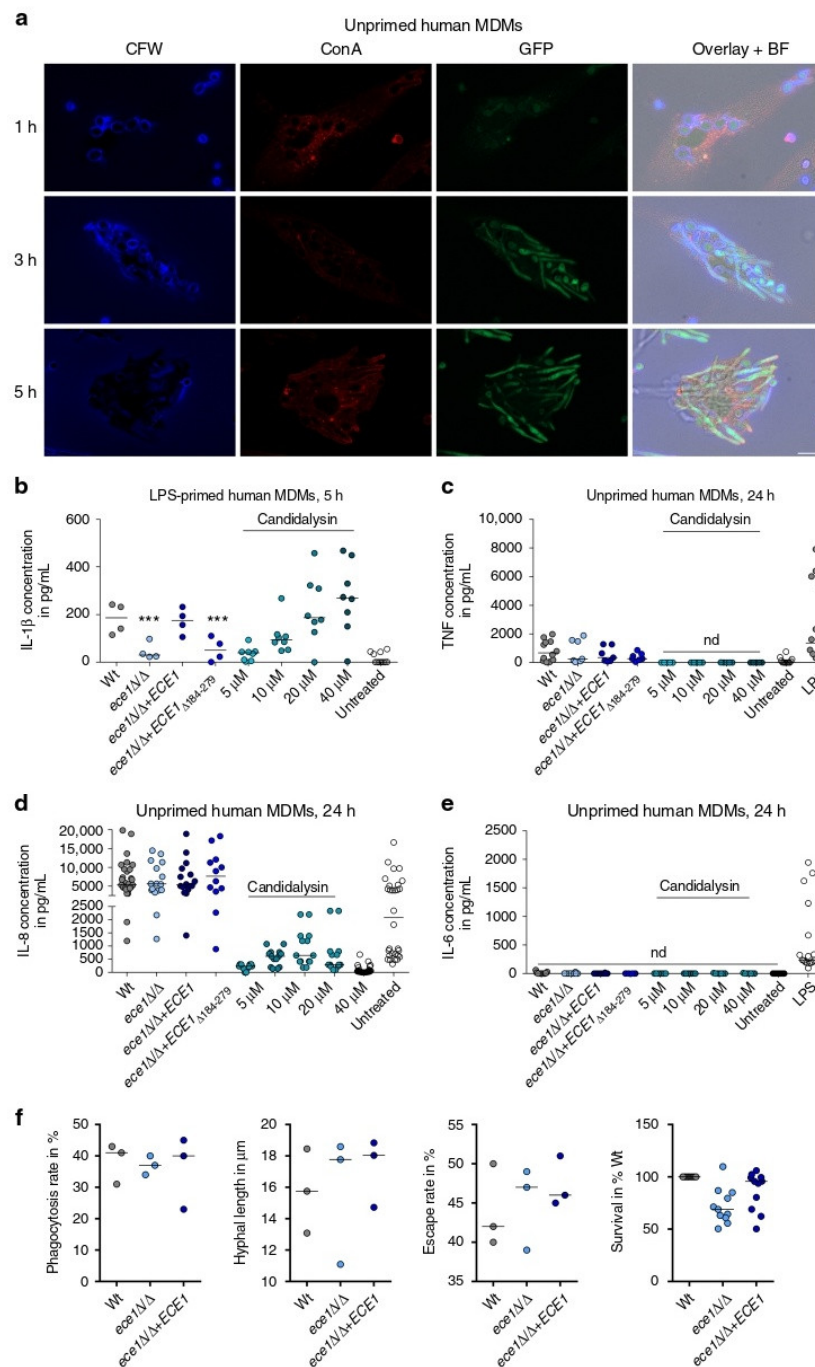 a
Unprimed human MDMs
CFW ConA GFP Overlay + BF
1 h
3 h
5 h
b
LPS-primed human MDMs, 5 h
Candidalysin
IL-1β concentration
in pg/mL
600
400
200
0
*** ***
Wt
ece1Δ/Δ
ece1Δ/Δ+ECE1
ece1Δ/Δ+ECE1Δ184-279
5 µM
10 µM
20 µM
40 µM
Untreated
c
Unprimed human MDMs, 24 h
Candidalysin
TNF concentration
in pg/mL
10,000
8000
6000
4000
2000
0
nd
Wt
ece1Δ/Δ
ece1Δ/Δ+ECE1
ece1Δ/Δ+ECE1Δ184-279
5 µM
10 µM
20 µM
40 µM
Untreated
LPS
d
Unprimed human MDMs, 24 h
Candidalysin
IL-8 concentration
in pg/mL
20,000
15,000
10,000
5000
2500
2000
1500
1000
500
0
Wt
ece1Δ/Δ
ece1Δ/Δ+ECE1
ece1Δ/Δ+ECE1Δ184-279
5 µM
10 µM
20 µM
40 µM
Untreated
e
Unprimed human MDMs, 24 h
Candidalysin
IL-6 concentration
in pg/mL
2500
2000
1500
1000
500
0
nd
Wt
ece1Δ/Δ
ece1Δ/Δ+ECE1
ece1Δ/Δ+ECE1Δ184-279
5 µM
10 µM
20 µM
40 µM
Untreated
LPS
f
Phagocytosis rate in %
50
40
30
20
10
0
Wt
ece1Δ/Δ
ece1Δ/Δ+ECE1
Hyphal length in µm
20
18
16
14
12
10
Wt
ece1Δ/Δ
ece1Δ/Δ+ECE1
Escape rate in %
55
50
45
40
35
Wt
ece1Δ/Δ
ece1Δ/Δ+ECE1
Survival in % Wt
150
100
50
0
Wt
ece1Δ/Δ
ece1Δ/Δ+ECE1